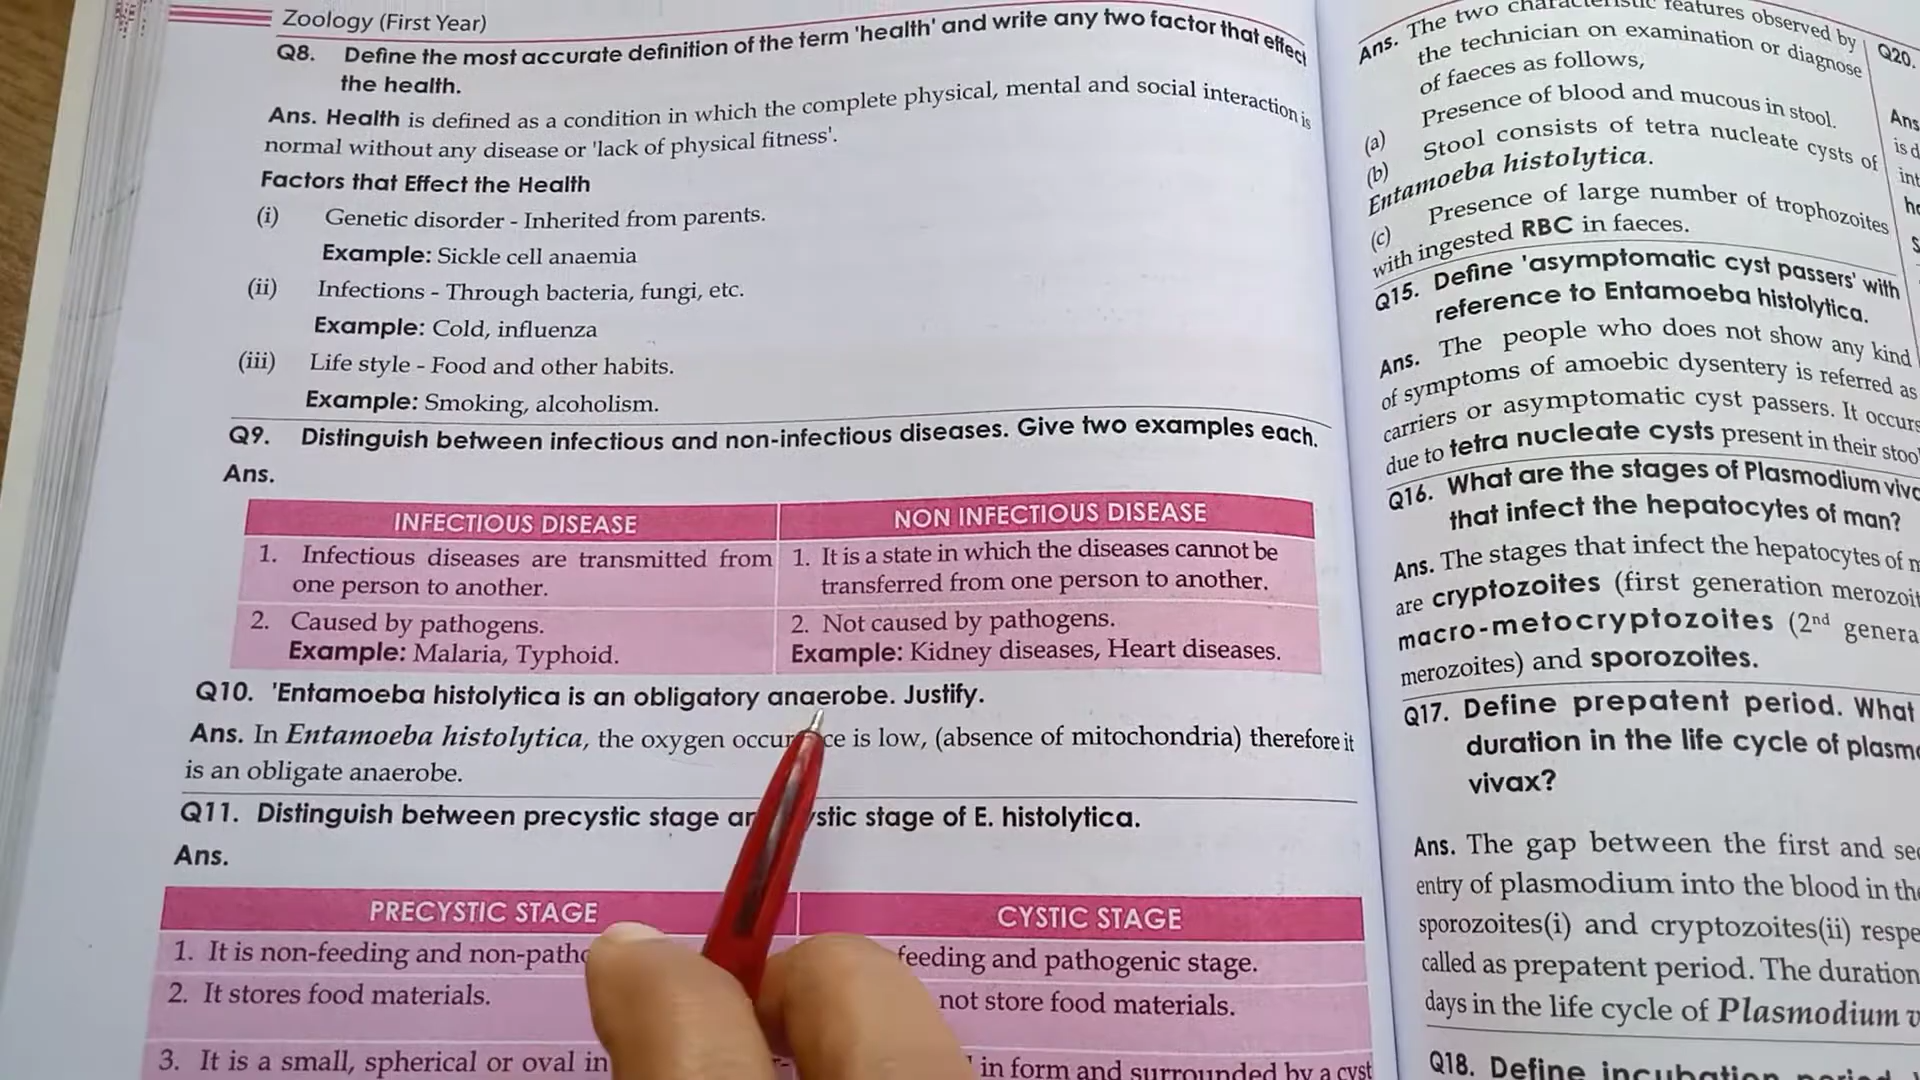 Zoology (First Year)
Q8. Define the most accurate definition of the term 'health' and write any two factor that effect
the health.
Ans. Health is defined as a condition in which the complete physical, mental and social interaction is
normal without any disease or 'lack of physical fitness'.
Factors that Effect the Health
(i) Genetic disorder - Inherited from parents.
Example: Sickle cell anaemia
(ii) Infections - Through bacteria, fungi, etc.
Example: Cold, influenza
(iii) Life style - Food and other habits.
Example: Smoking, alcoholism.
Q9. Distinguish between infectious and non-infectious diseases. Give two examples each.
Ans.
INFECTIOUS DISEASE
1. Infectious diseases are transmitted from
one person to another.
2. Caused by pathogens.
Example: Malaria, Typhoid.
NON INFECTIOUS DISEASE
1. It is a state in which the diseases cannot be
transferred from one person to another.
2. Not caused by pathogens.
Example: Kidney diseases, Heart diseases.
Q10. 'Entamoeba histolytica is an obligatory anaerobe. Justify.
Ans. In Entamoeba histolytica, the oxygen is low, (absence of mitochondria) therefore it
is an obligate anaerobe.
Q11. Distinguish between precystic stage stage of E. histolytica.
Ans.
PRECYSTIC STAGE
1. It is non-feeding and
2. It stores food materials.
3. It is a small, spherical or oval in
CYSTIC STAGE
feeding and pathogenic stage.
not store food materials.
in form and surrounded by a cyst
Ans. The two characteristic features observed by
the technician on examination or diagnose
of faeces as follows,
(a) Presence of blood and mucous in stool.
(b) Stool consists of tetra nucleate cysts of
Entamoeba histolytica.
(c) Presence of large number of trophozoites
with ingested RBC in faeces.
Q15. Define 'asymptomatic cyst passers' with
reference to Entamoeba histolytica.
Ans. The people who does not show any kind
of symptoms of amoebic dysentery is referred as
carriers or asymptomatic cyst passers. It occurs
due to tetra nucleate cysts present in their
Q16. What are the stages of Plasmodium
that infect the hepatocytes of man?
Ans. The stages that infect the hepatocytes of
are cryptozoites (first generation
macro-metocryptozoites (2nd
merozoites) and sporozoites.
Q17. Define prepatent period. What
duration in the life cycle of
vivax?
Ans. The gap between the first and
entry of plasmodium into the blood in
sporozoites(i) and cryptozoites(ii)
called as prepatent period. The duration
days in the life cycle of Plasmodium
Q18. Define incubation period.
Q20.
Ans